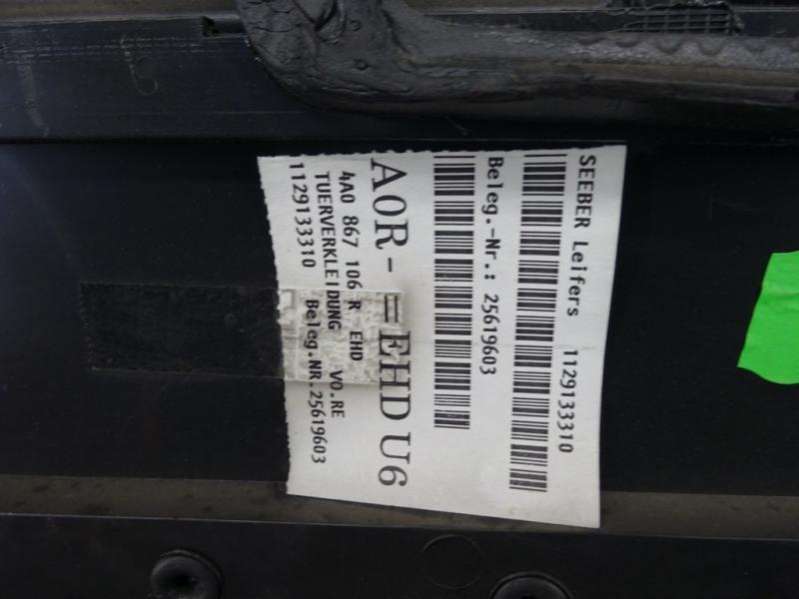 SEEBER Leifers 1129133310
Beleg.-Nr.: 25619603
A0R- =EHD U6
4A0 867 106 R EHD
TUERVERKLEIDUNG VO.RE
1129133310 Beleg.NR.25619603